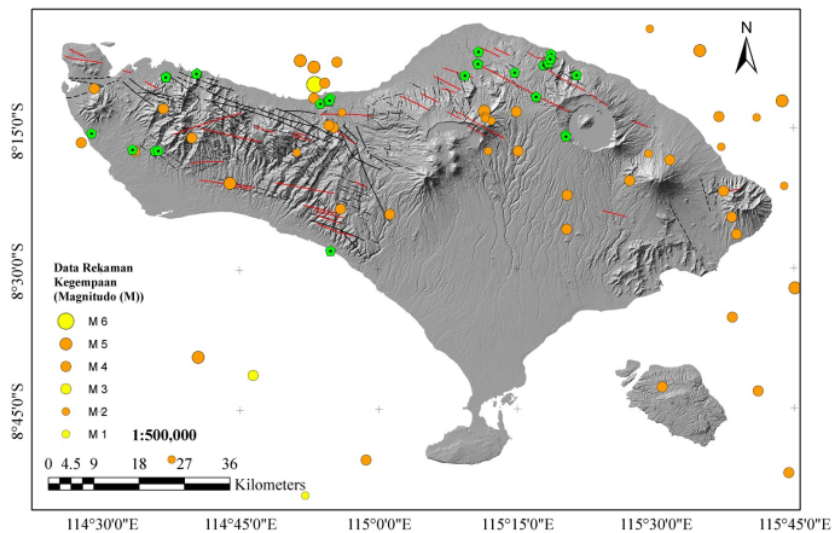 N
8°15'0"S
8°30'0"S
8°45'0"S
Data Rekaman
Kegempaan
(Magnitudo (M))
M 6
M 5
M 4
M 3
M 2
M 1
1:500,000
0 4.5 9 18 27 36
Kilometers
114°30'0"E 114°45'0"E 115°0'0"E 115°15'0"E 115°30'0"E 115°45'0"E